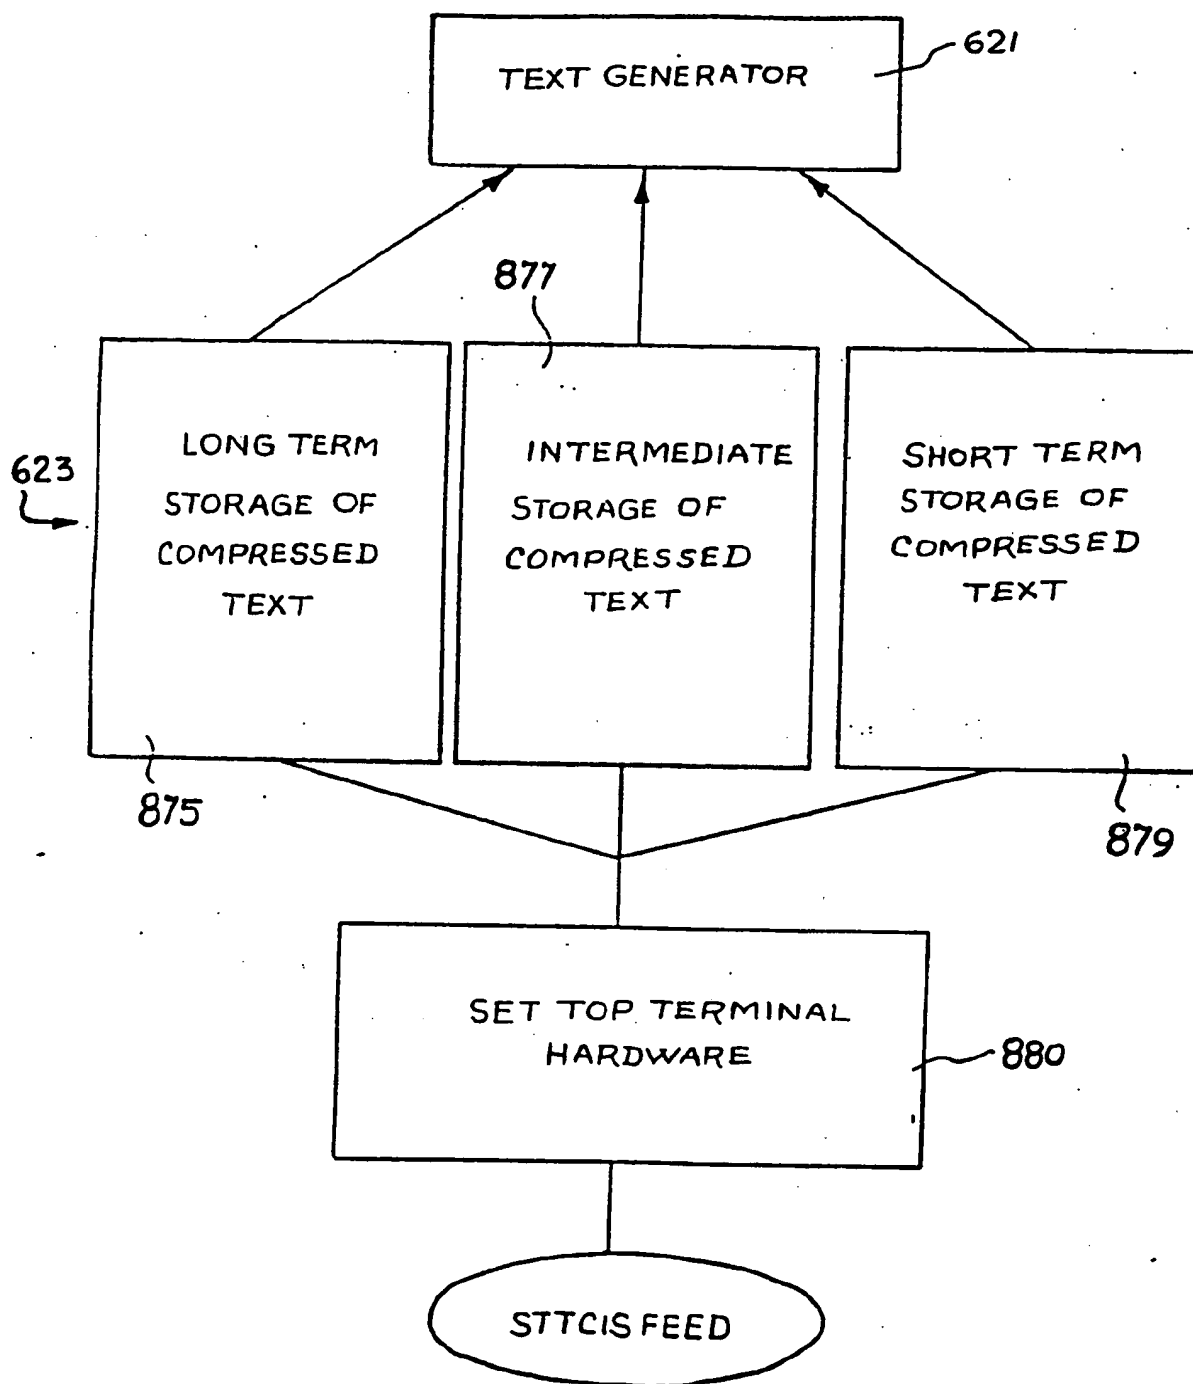 TEXT GENERATOR
621
877
623
LONG TERM
STORAGE OF
COMPRESSED
TEXT
INTERMEDIATE
STORAGE OF
COMPRESSED
TEXT
SHORT TERM
STORAGE OF
COMPRESSED
TEXT
875
879
SET TOP TERMINAL
HARDWARE
880
STTCIS FEED